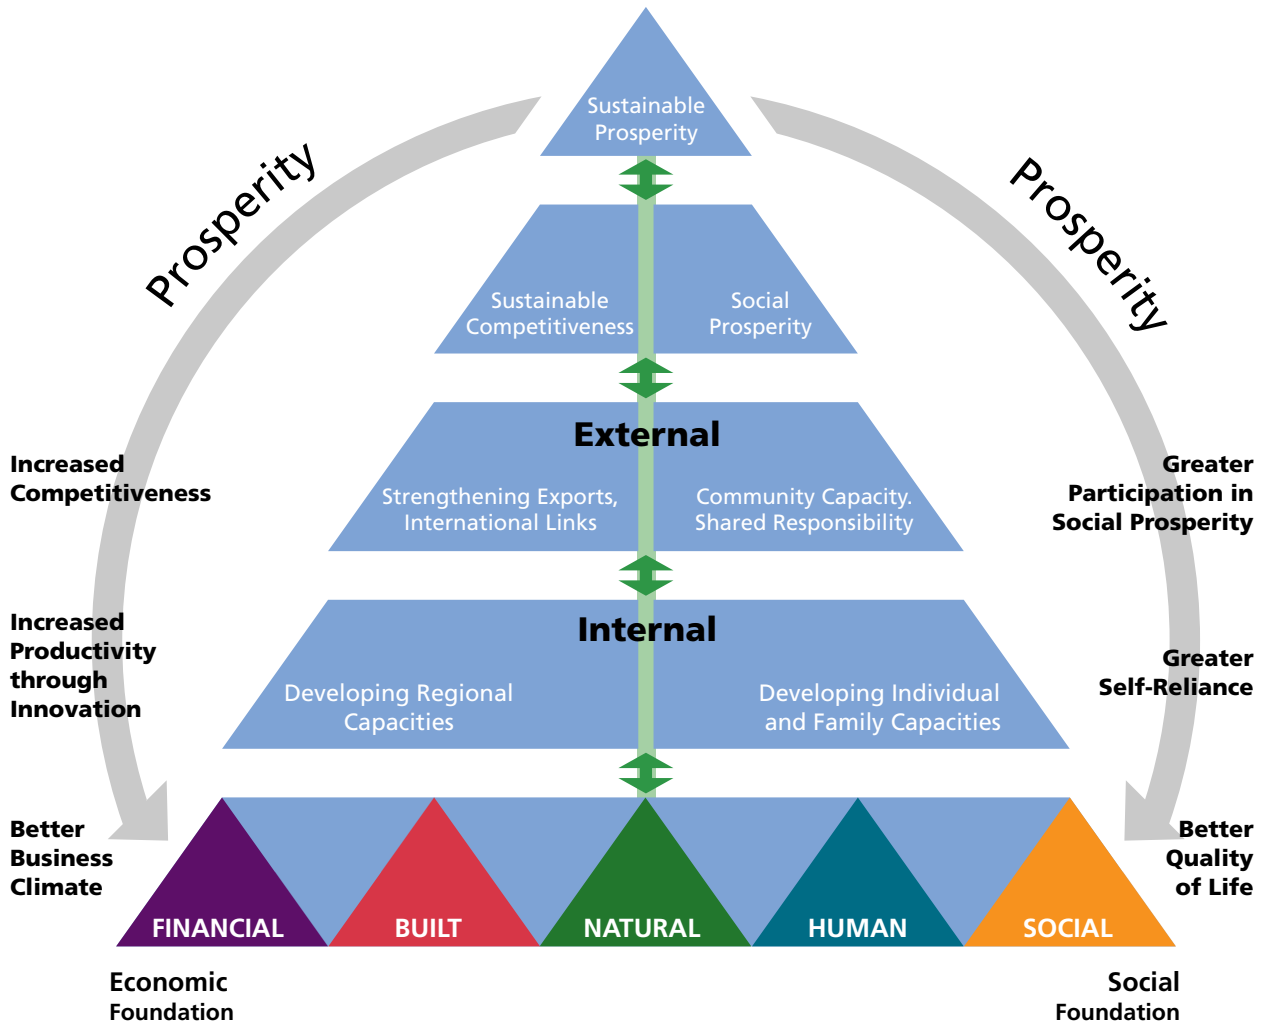 Sustainable
Prosperity
Prosperity
Prosperity
Sustainable
Competitiveness
Social
Prosperity
External
Increased
Competitiveness
Strengthening Exports,
International Links
Community Capacity.
Shared Responsibility
Greater
Participation in
Social Prosperity
Internal
Increased
Productivity
through
Innovation
Developing Regional
Capacities
Developing Individual
and Family Capacities
Greater
Self-Reliance
Better
Business
Climate
Better
Quality
of Life
FINANCIAL
BUILT
NATURAL
HUMAN
SOCIAL
Economic
Foundation
Social
Foundation